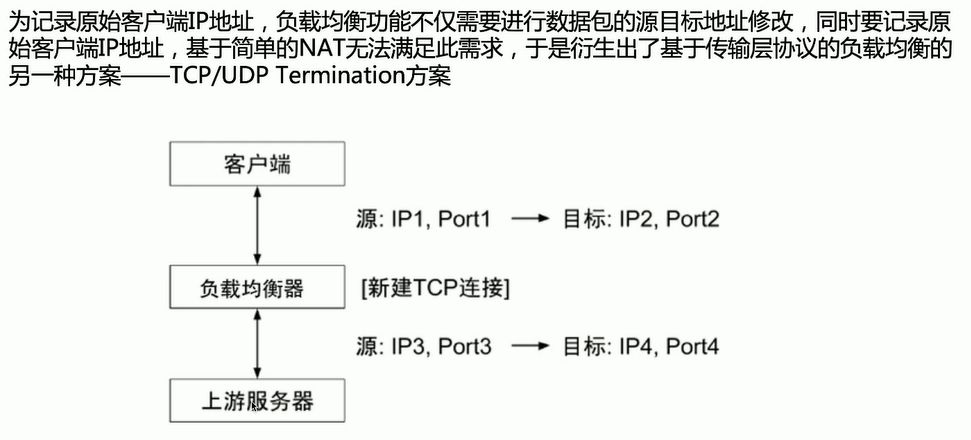 为记录原始客户端IP地址，负载均衡功能不仅需要进行数据包的源目标地址修改，同时要记录原
始客户端IP地址，基于简单的NAT无法满足此需求，于是衍生出了基于传输层协议的负载均衡的
另一种方案——TCP/UDP Termination方案
客户端
源: IP1, Port1 → 目标: IP2, Port2
负载均衡器 [新建TCP连接]
源: IP3, Port3 → 目标: IP4, Port4
上游服务器